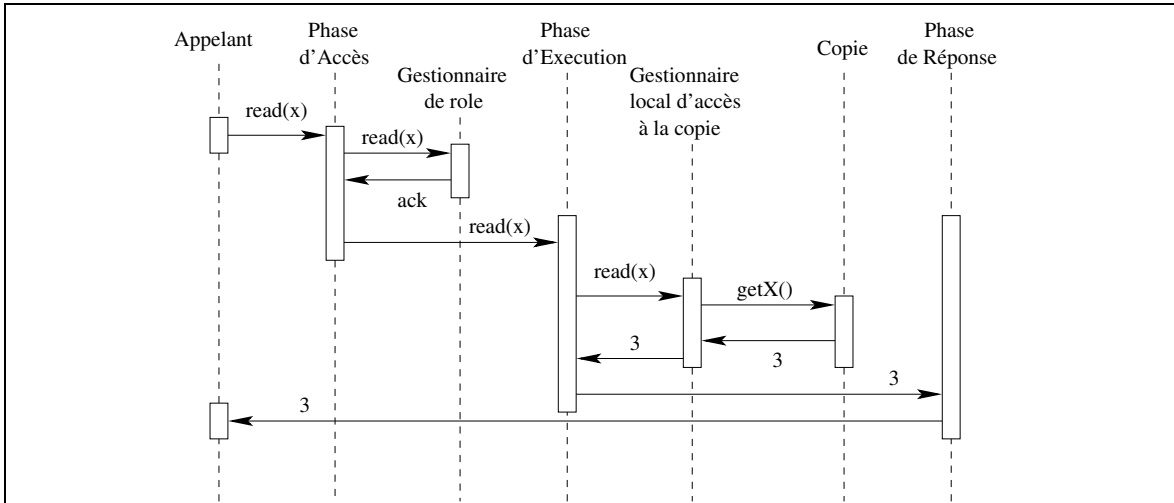 Appelant
Phase
d'Accès
Gestionnaire
de role
Phase
d'Execution
Gestionnaire
local d'accès
à la copie
Copie
Phase
de Réponse
read(x)
read(x)
ack
read(x)
read(x)
getX()
3
3
3
3